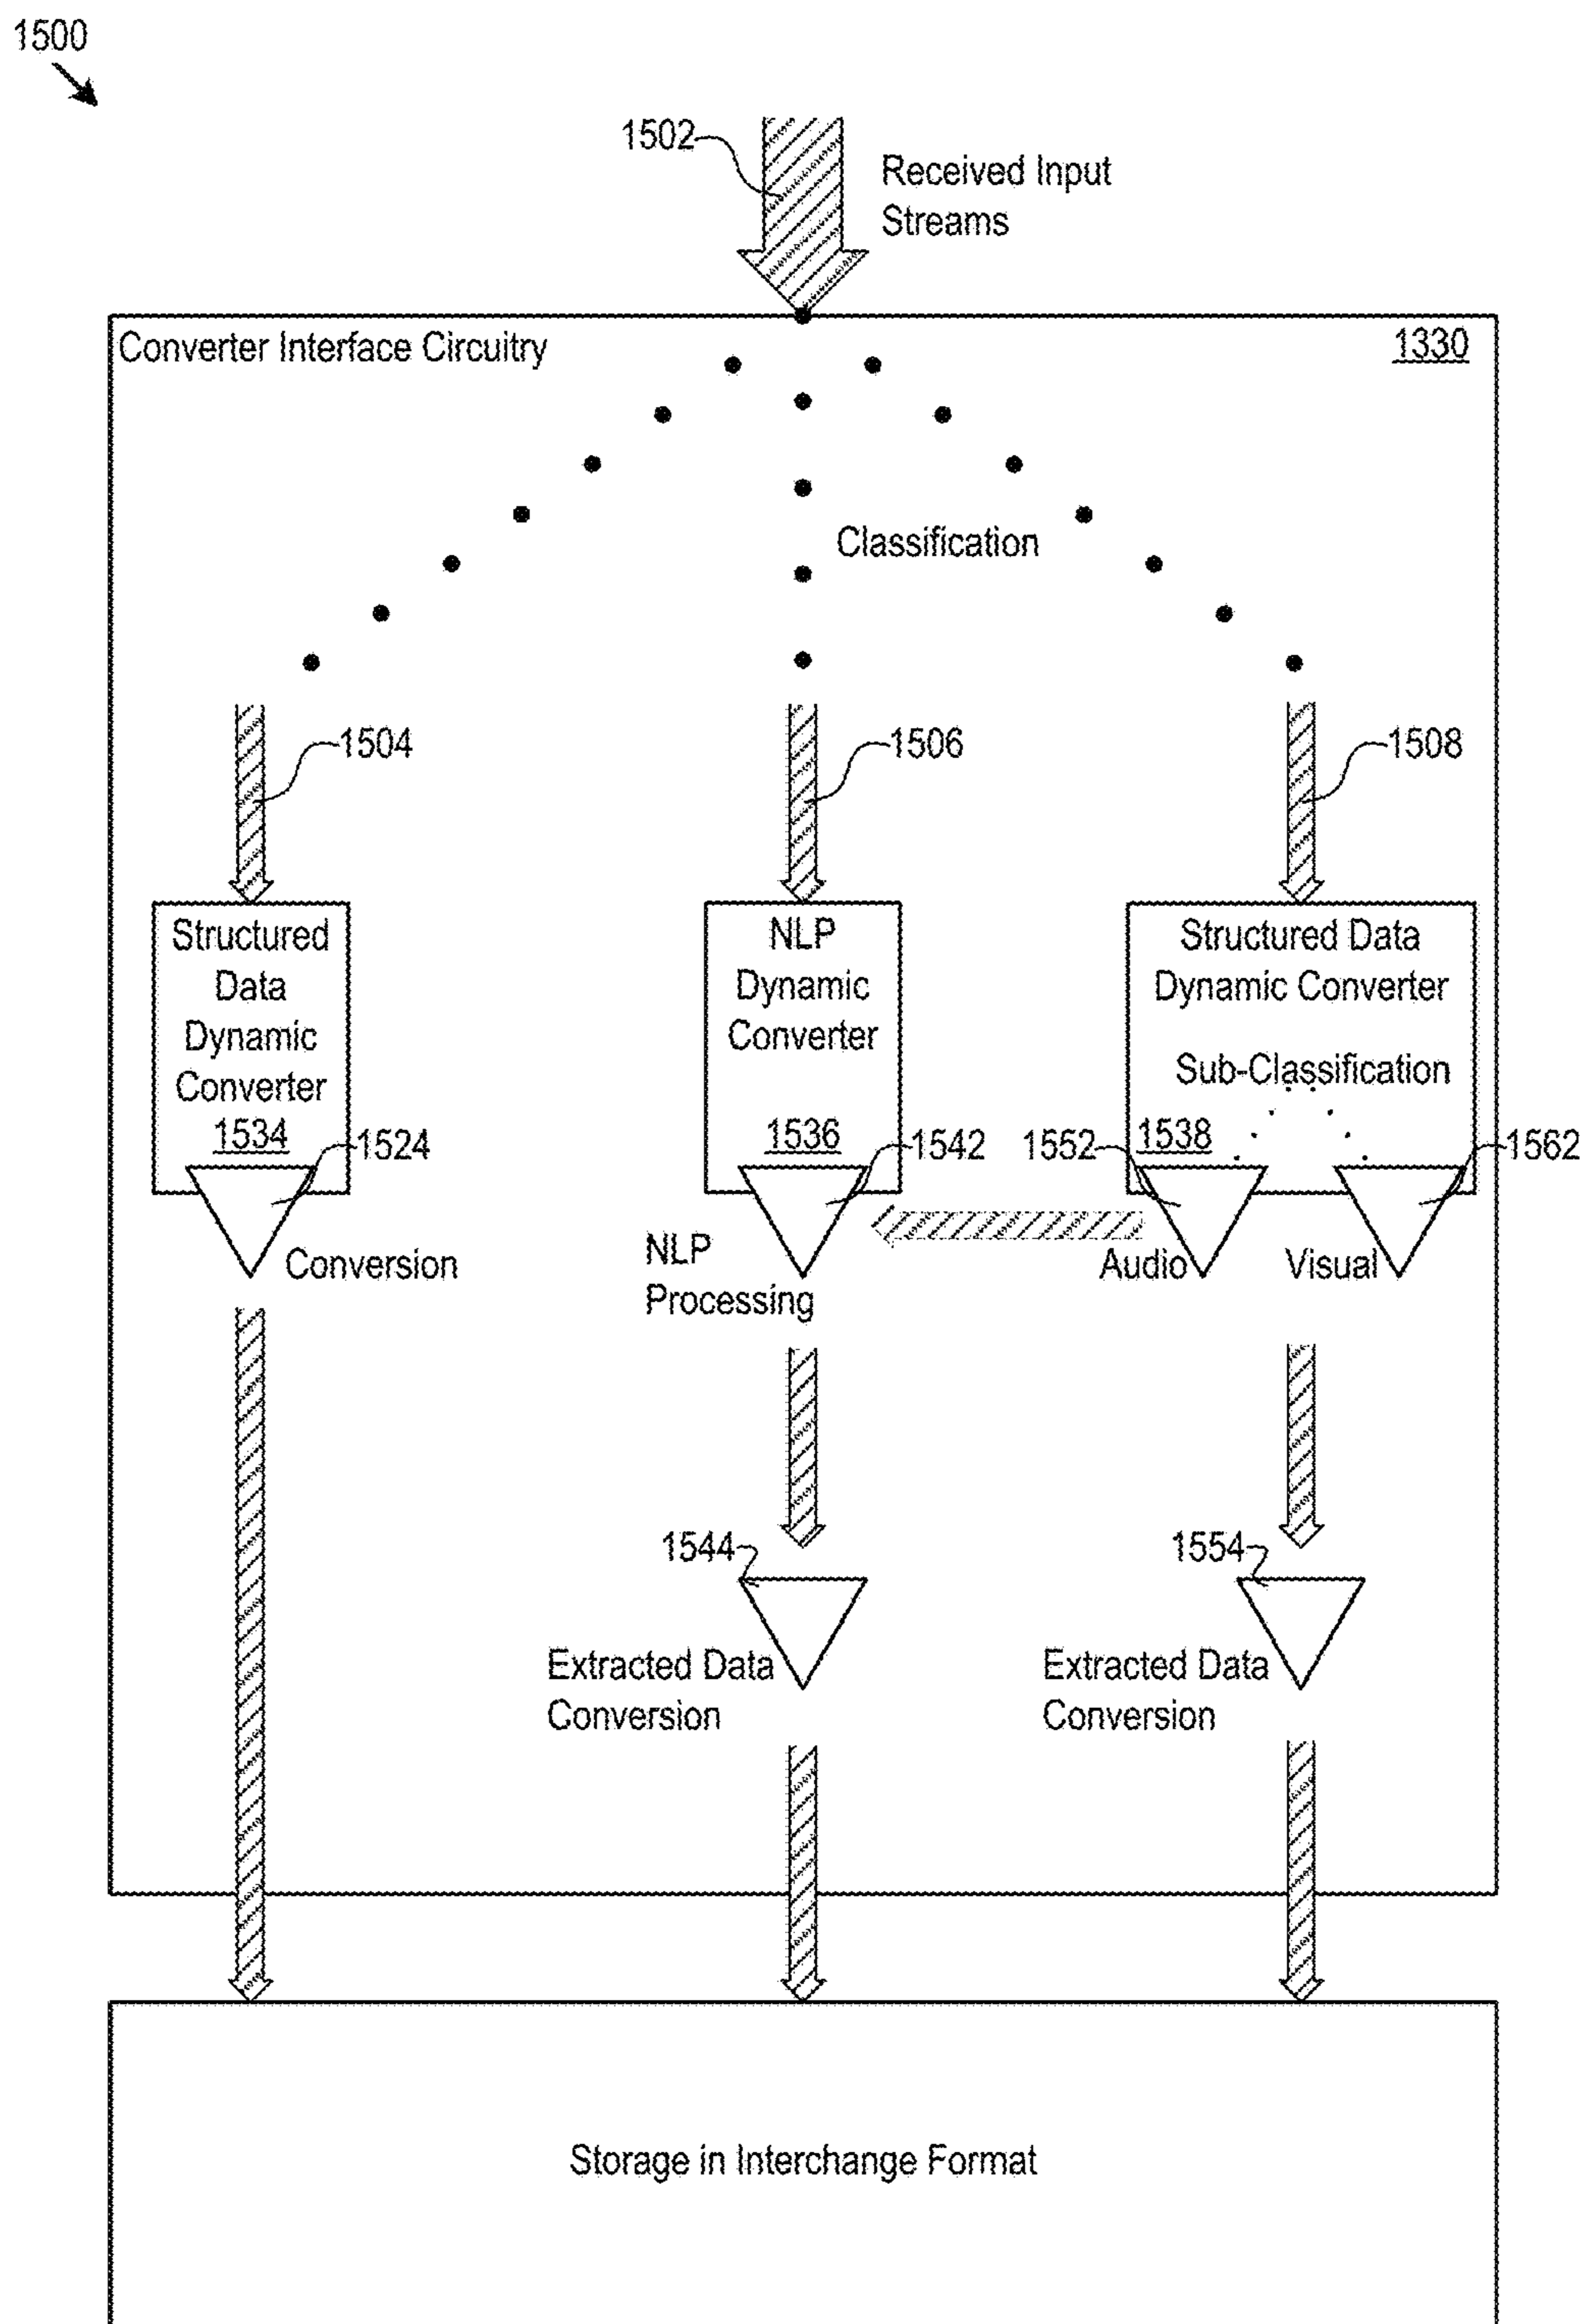 1500
1502
Received Input
Streams
Converter Interface Circuitry
1330
Classification
1504
1506
1508
Structured
Data
Dynamic
Converter
1534
1524
NLP
Dynamic
Converter
1536
1542
Structured Data
Dynamic Converter
Sub-Classification
1552
1538
1562
Conversion
NLP
Processing
Audio
Visual
1544
1554
Extracted Data
Conversion
Extracted Data
Conversion
Storage in Interchange Format